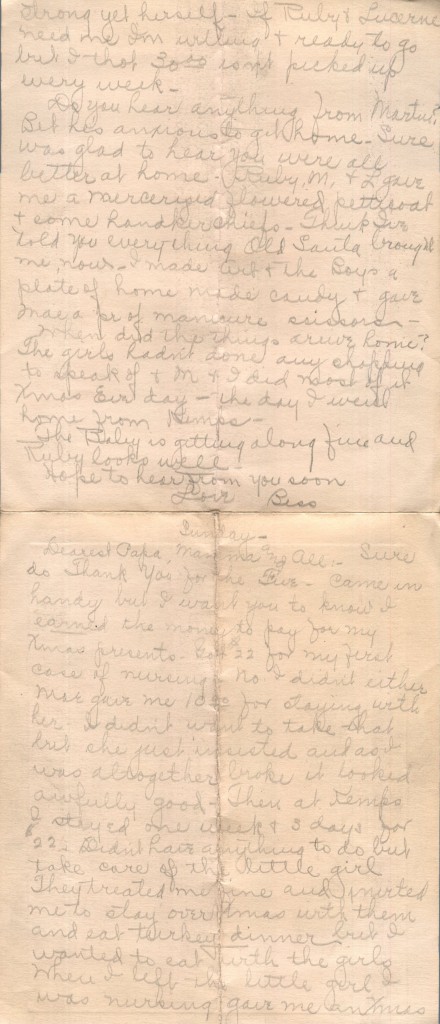 Strong yet herself - If Ruby & Lucerne
need me I'm willing & ready to go
but I - that 30.00 isn't picked up
every week -
Do you hear anything from Martin?
Bet he's anxious to get home - Sure
was glad to hear you were all
better at home - Ruby, M, & L gave
me a mercerized flowered petticoat
& some handkerchiefs - Think I've
told you everything Old Santa brought
me, now - I made & the Boys a
plate of home made candy & gave
Mae a pr of manicure scissors -
When did the things arrive home?
The girls hadn't done any shopping
to speak of & M & I did most of it
Xmas Eve day - the day I went
home from Kemps -
The Baby is getting along fine and
Ruby looks well -
Hope to hear from you soon
Love Bess
Sunday -
Dearest Papa, Mamma and All: - Sure
do Thank You for the Five - Came in
handy but I want you to know I
earned the money to pay for my
Xmas presents - Got 22 for my first
case of nursing - No I didn't either
Mae gave me 10.00 for staying with
her. I didn't want to take that
but she just insisted and as I
was altogether broke it looked
awfully good - Then at Kemps
I stayed one week & 3 days for
22 - Didn't have anything to do but
take care of the little girl
They treated me fine and invited
me to stay over Xmas with them
and eat turkey dinner but I
wanted to eat with the girls
When I left the little girl I
was nursing gave me an Xmas